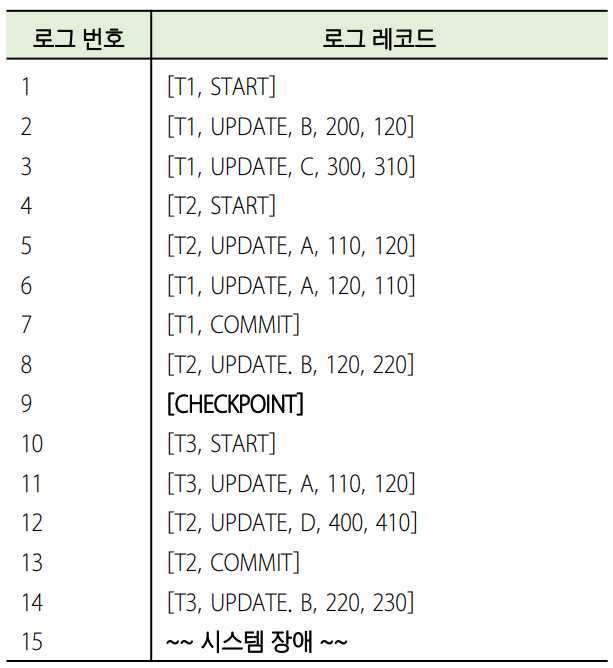 로그 번호 로그 레코드
1 [T1, START]
2 [T1, UPDATE, B, 200, 120]
3 [T1, UPDATE, C, 300, 310]
4 [T2, START]
5 [T2, UPDATE, A, 110, 120]
6 [T1, UPDATE, A, 120, 110]
7 [T1, COMMIT]
8 [T2, UPDATE. B, 120, 220]
9 [CHECKPOINT]
10 [T3, START]
11 [T3, UPDATE, A, 110, 120]
12 [T2, UPDATE, D, 400, 410]
13 [T2, COMMIT]
14 [T3, UPDATE. B, 220, 230]
15 ~~ 시스템 장애 ~~